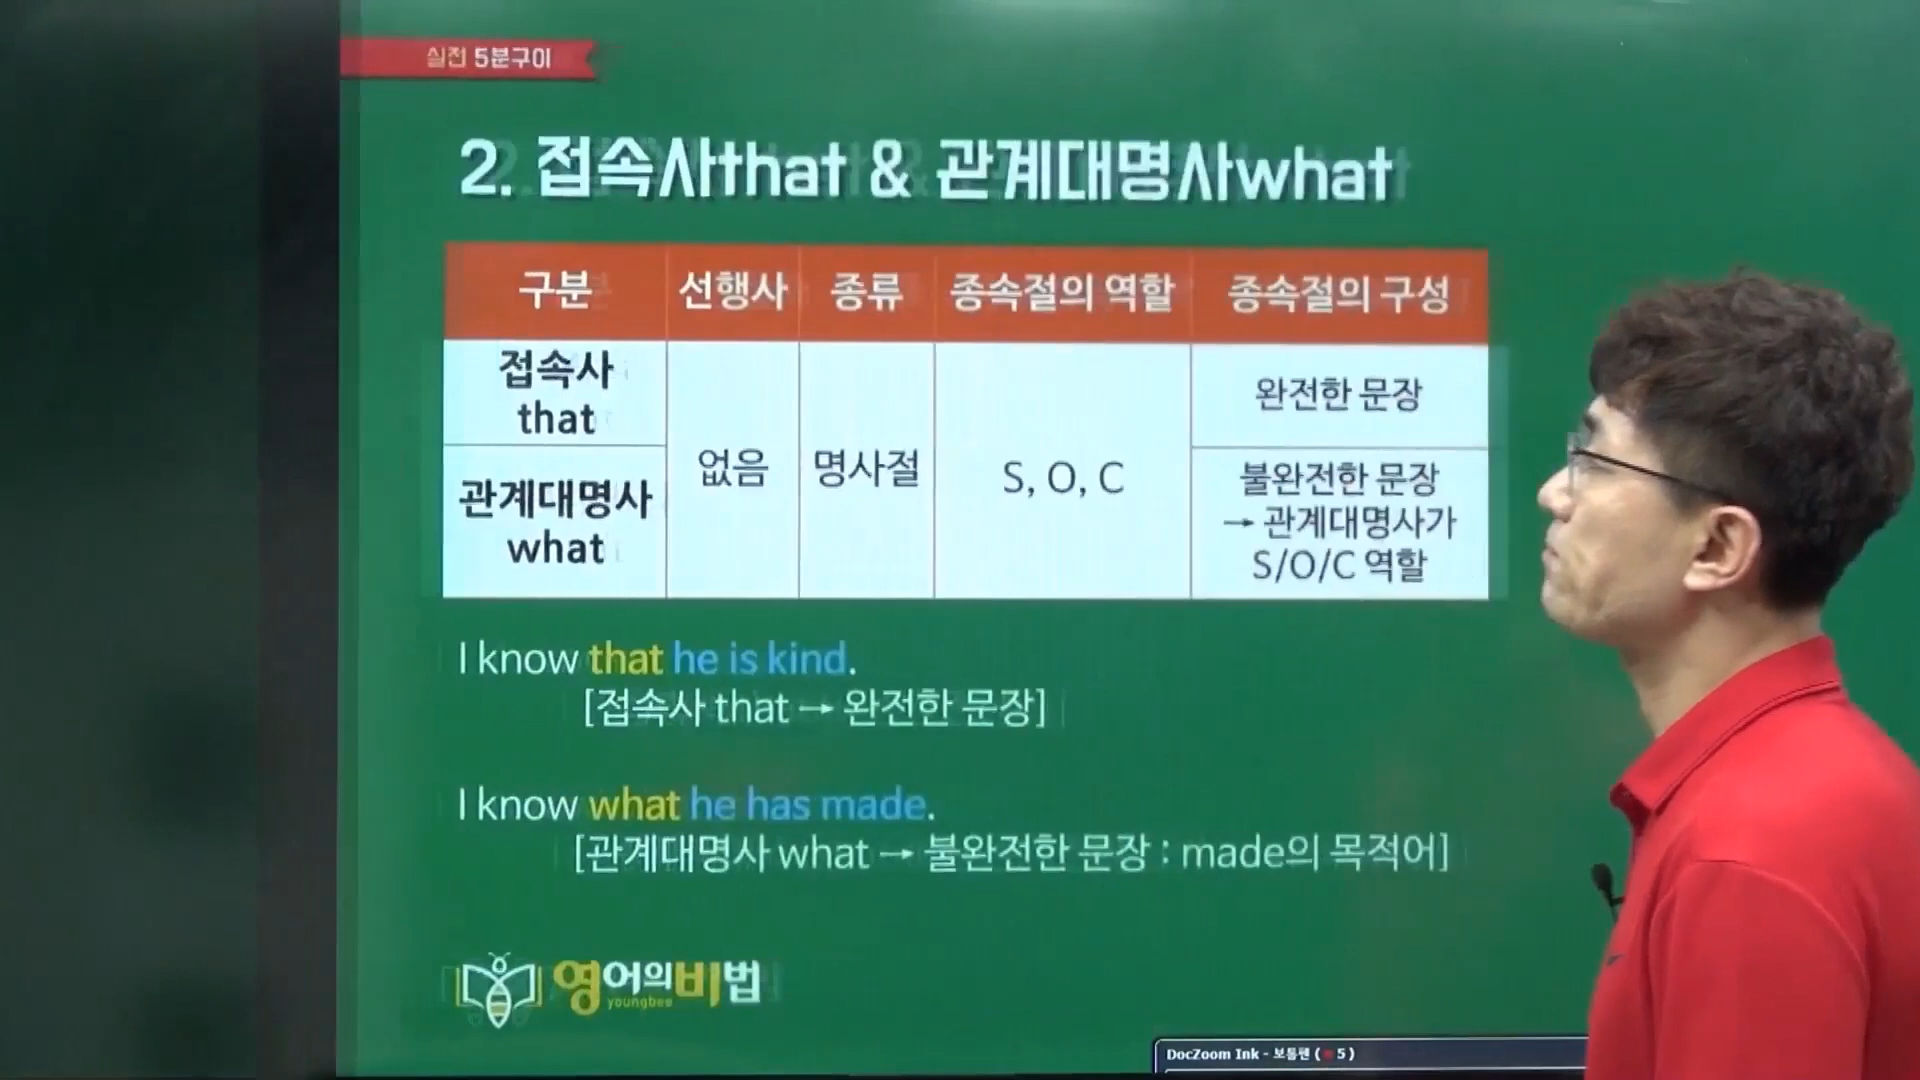 실전 5분구이
2. 접속사that & 관계대명사what
구분 선행사 종류 종속절의 역할 종속절의 구성
접속사
that
없음 명사절 S, O, C
완전한 문장
관계대명사
what
불완전한 문장
→ 관계대명사가
S/O/C 역할
I know that he is kind.
[접속사 that → 완전한 문장]
I know what he has made.
[관계대명사 what → 불완전한 문장 : made의 목적어]
영어의비법
youngbee
DocZoom Ink - 보통펜 ( 5 )